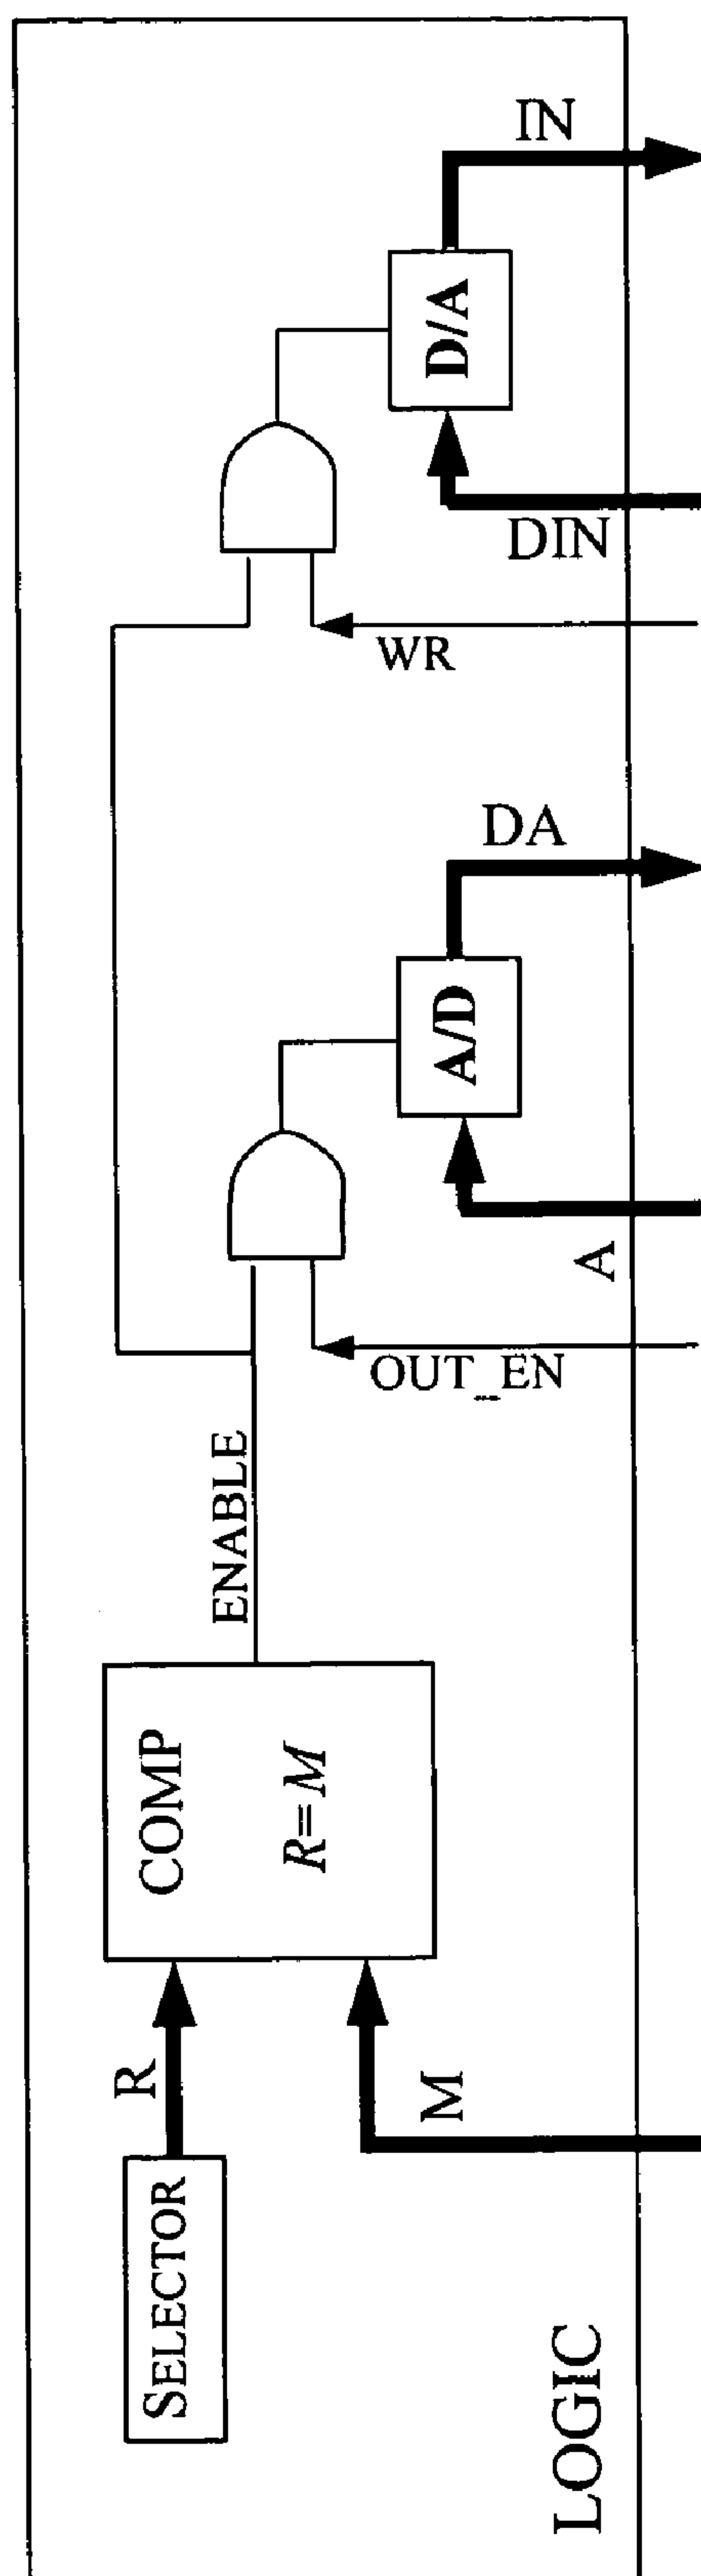 SELECTOR
R
M
COMP
R=M
ENABLE
OUT_EN
A
A/D
DA
WR
DIN
D/A
IN
LOGIC